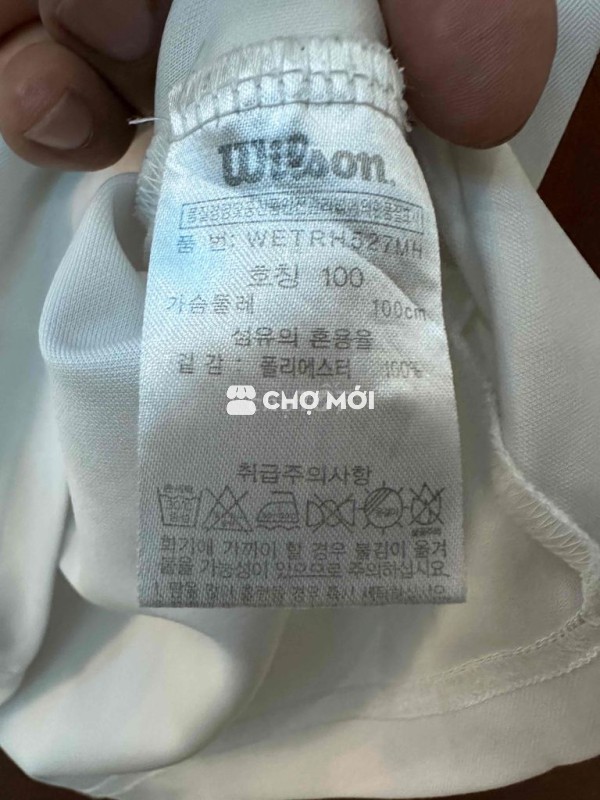 Wilson
품 번: WETRH527MH
호칭 100
가슴둘레 100cm
섬유의 혼용율
겉 감 : 폴리에스터 100%
CHỢ MỚI
취급주의사항
화기에 가까이 할 경우 불김이 옮겨
붙을 가능성이 있으므로 주의하십시요